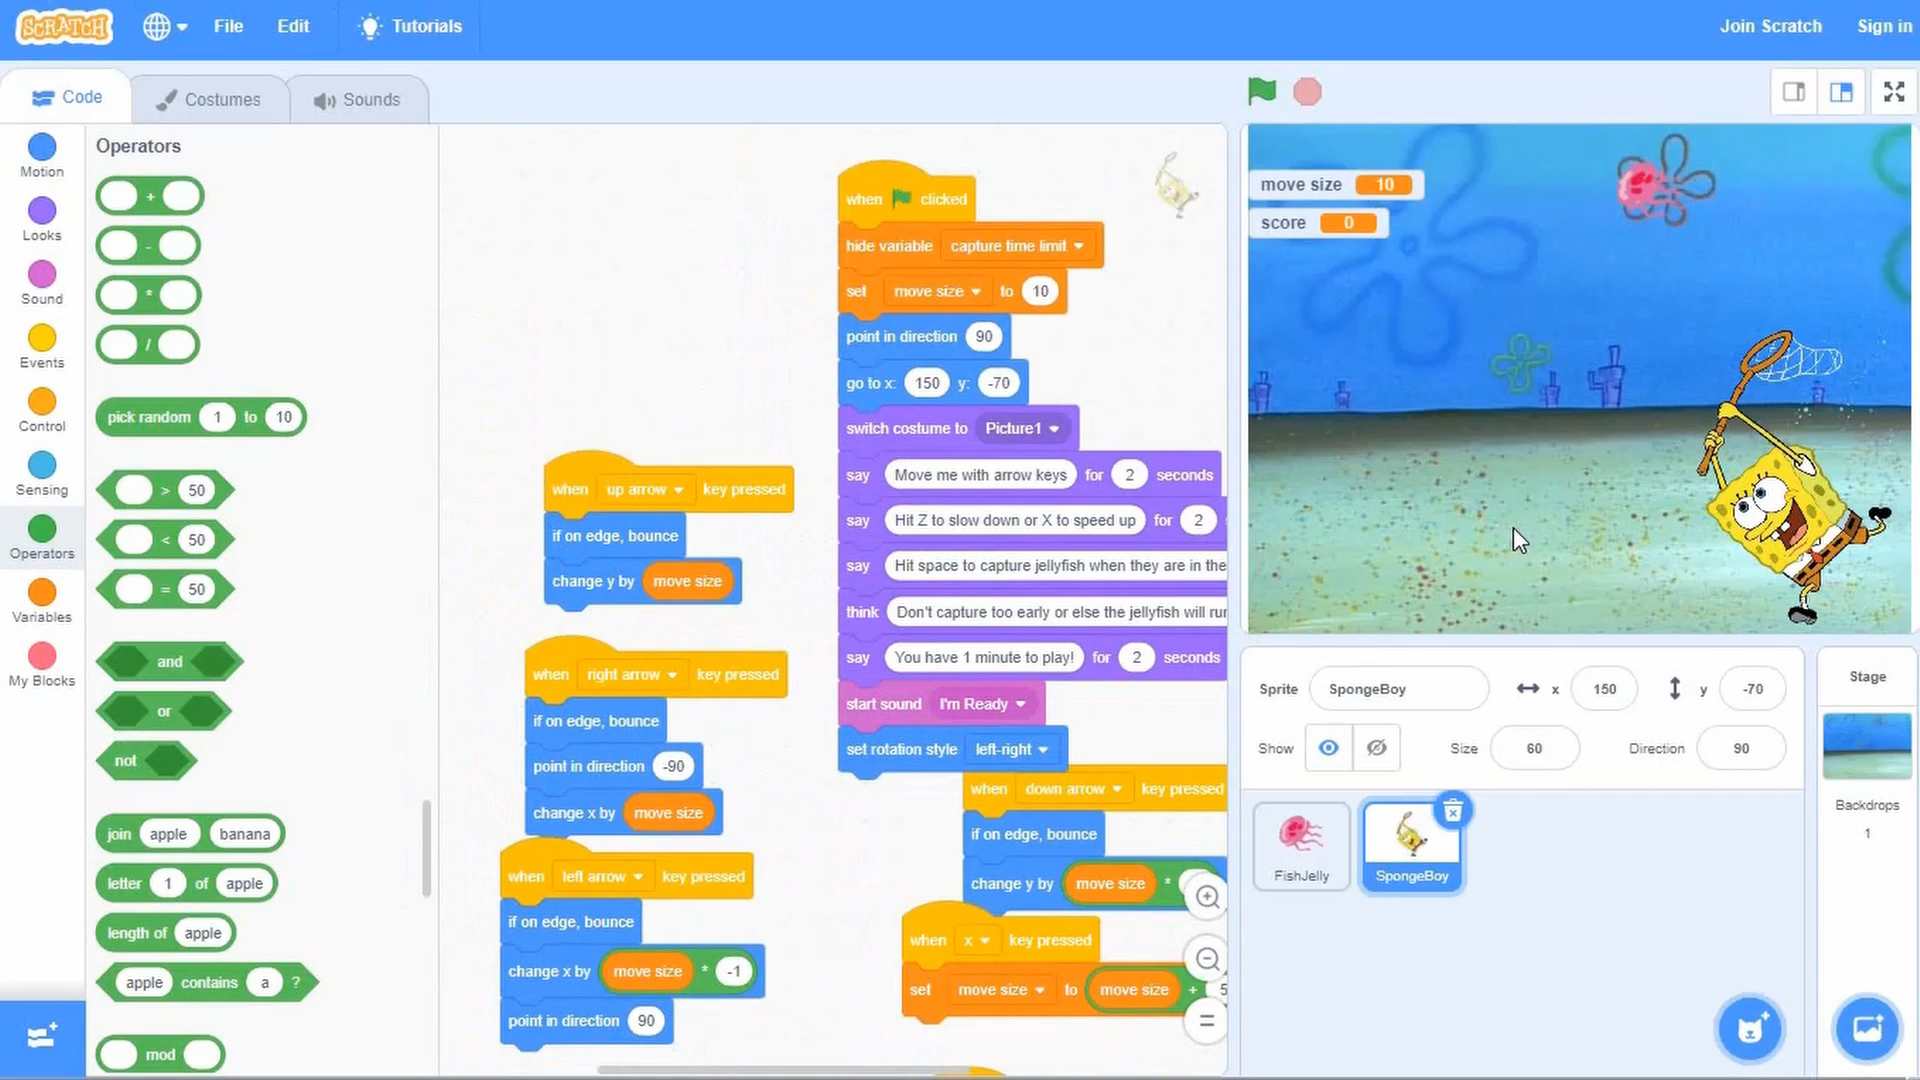 SCRATCH File Edit Tutorials Join Scratch Sign in
Code Costumes Sounds
Motion
Looks
Sound
Events
Control
Sensing
Operators
Variables
My Blocks
Operators
+
-
*
/
pick random 1 to 10
> 50
< 50
= 50
and
or
not
join apple banana
letter 1 of apple
length of apple
apple contains a ?
mod
when up arrow key pressed
if on edge, bounce
change y by move size
when right arrow key pressed
if on edge, bounce
point in direction -90
change x by move size
when left arrow key pressed
if on edge, bounce
change x by move size * -1
point in direction 90
when clicked
hide variable capture time limit
set move size to 10
point in direction 90
go to x: 150 y: -70
switch costume to Picture1
say Move me with arrow keys for 2 seconds
say Hit Z to slow down or X to speed up for 2
say Hit space to capture jellyfish when they are in the
think Don't capture too early or else the jellyfish will
say You have 1 minute to play! for 2 seconds
start sound I'm Ready
set rotation style left-right
when down arrow key pressed
if on edge, bounce
change y by move size *
when x key pressed
set move size to move size + 5
move size 10
score 0
Sprite SpongeBoy x 150 y -70
Show Size 60 Direction 90
FishJelly
SpongeBoy
Stage
Backdrops
1